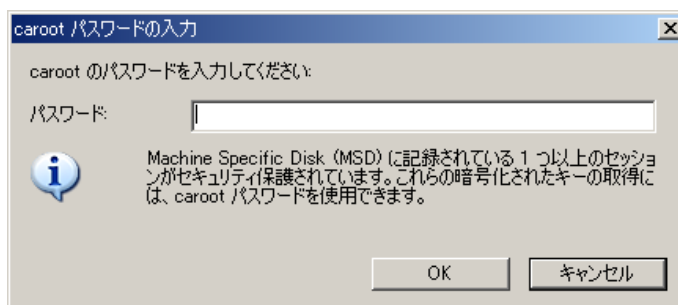 caroot パスワードの入力
caroot のパスワードを入力してください:
パスワード:
Machine Specific Disk (MSD) に記録されている 1 つ以上のセッショ
ンがセキュリティ保護されています。これらの暗号化されたキーの取得に
は、caroot パスワードを使用できます。
OK キャンセル